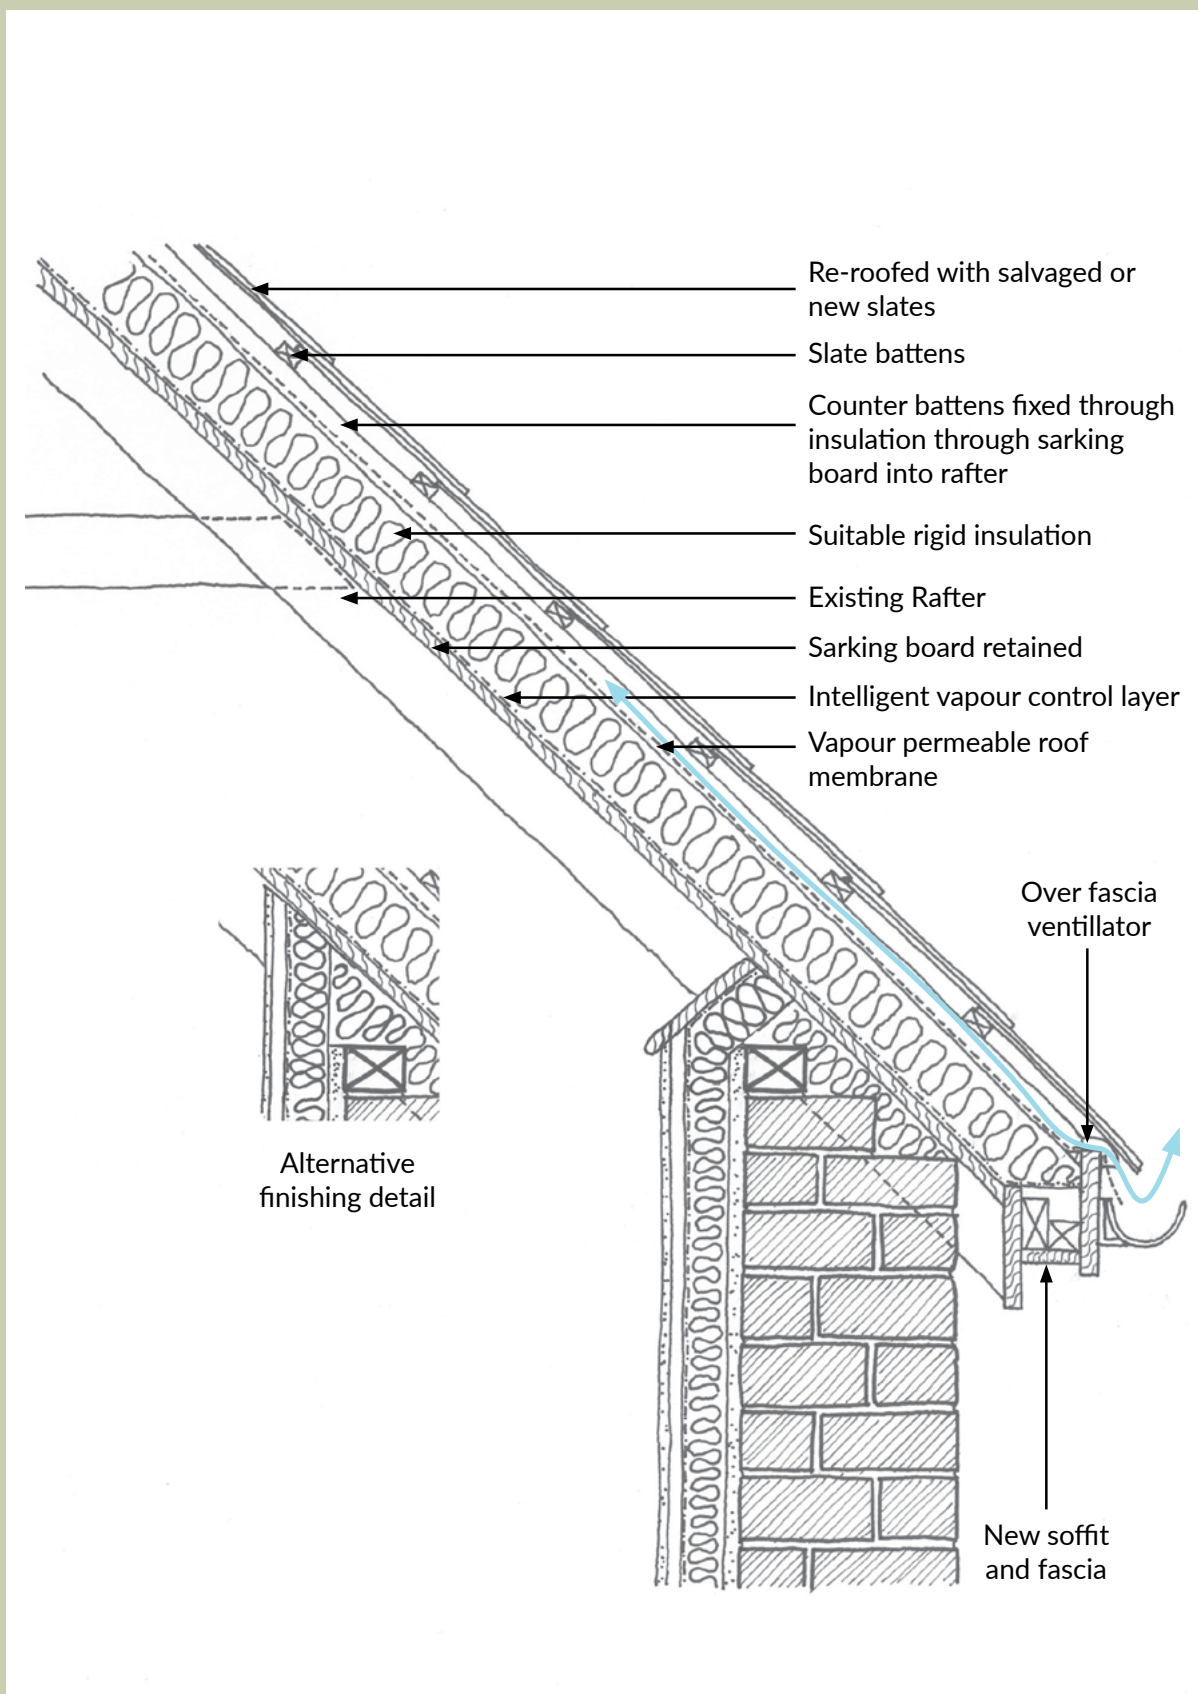 Re-roofed with salvaged or
new slates
Slate battens
Counter battens fixed through
insulation through sarking
board into rafter
Suitable rigid insulation
Existing Rafter
Sarking board retained
Intelligent vapour control layer
Vapour permeable roof
membrane
Over fascia
ventillator
Alternative
finishing detail
New soffit
and fascia